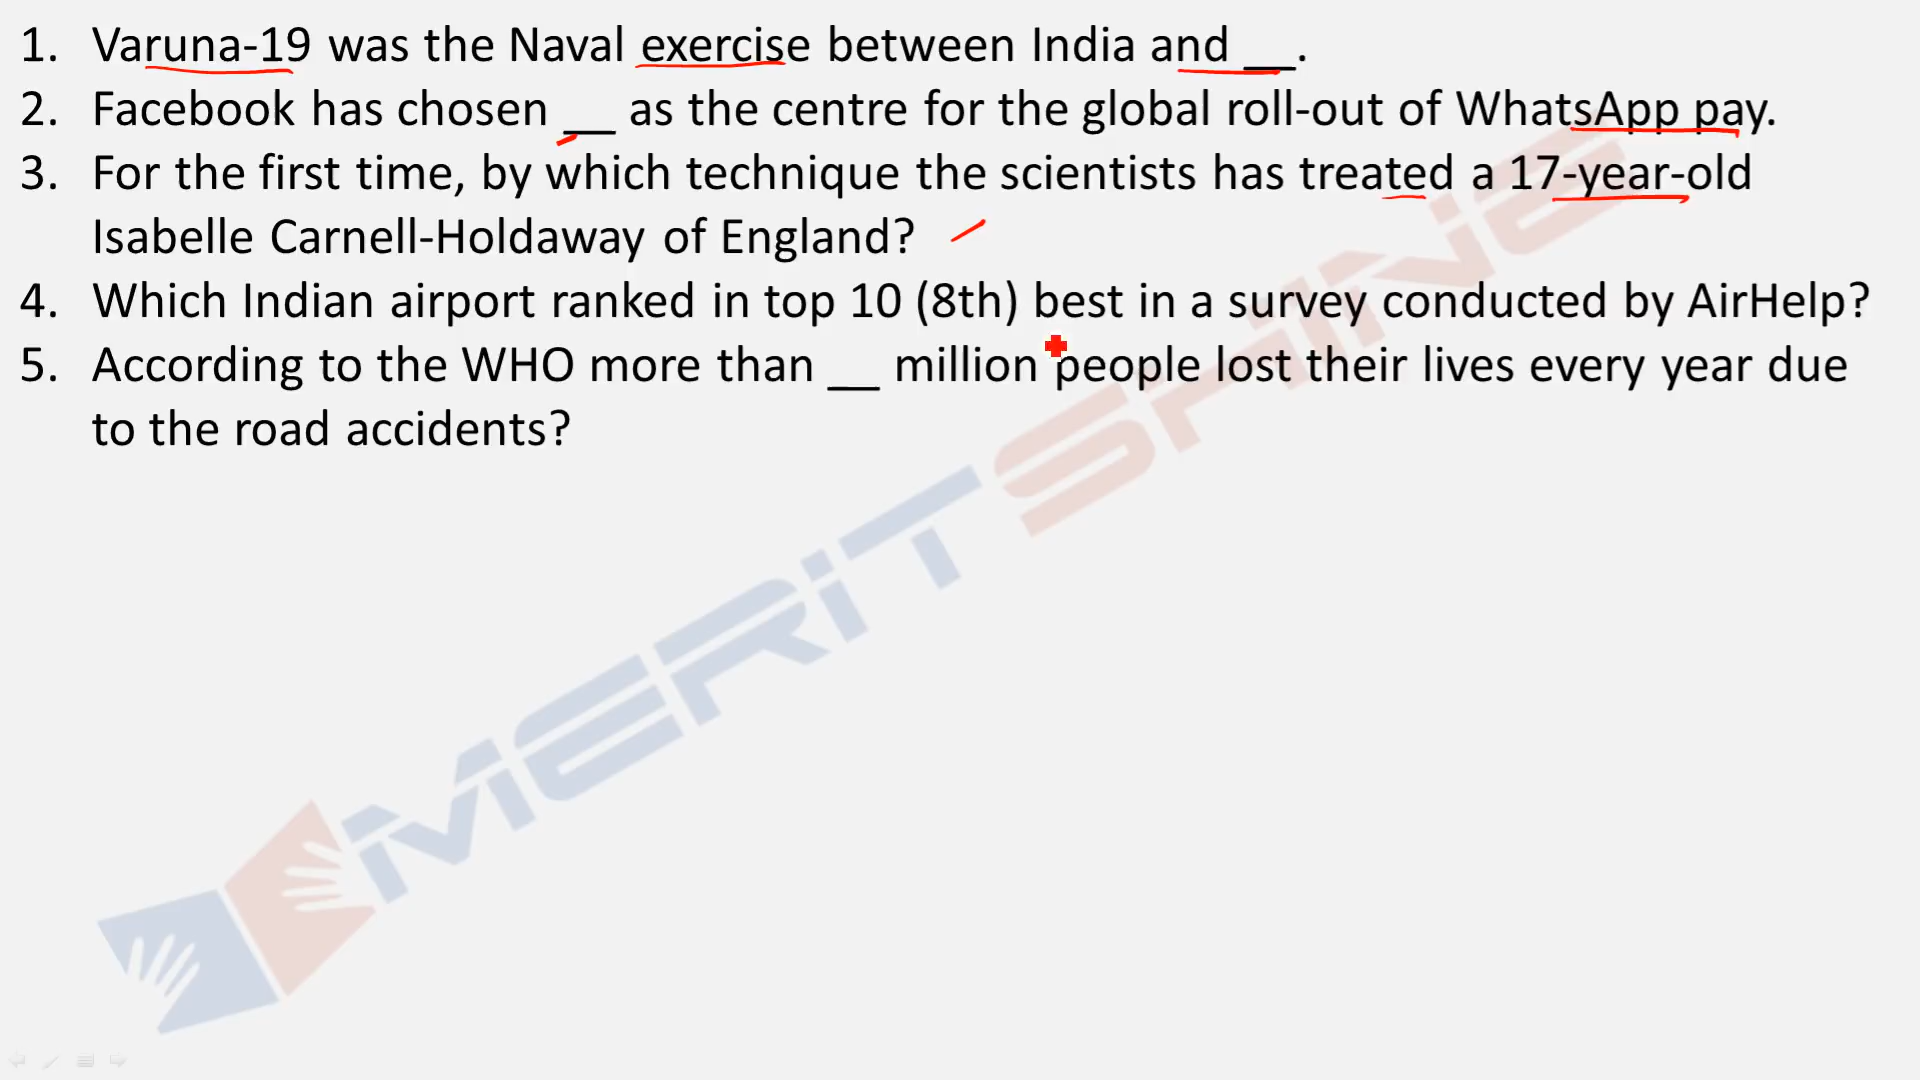 1. Varuna-19 was the Naval exercise between India and __.
2. Facebook has chosen __ as the centre for the global roll-out of WhatsApp pay.
3. For the first time, by which technique the scientists has treated a 17-year-old
Isabelle Carnell-Holdaway of England?
4. Which Indian airport ranked in top 10 (8th) best in a survey conducted by AirHelp?
5. According to the WHO more than __ million people lost their lives every year due
to the road accidents?
MERiT SHiNE